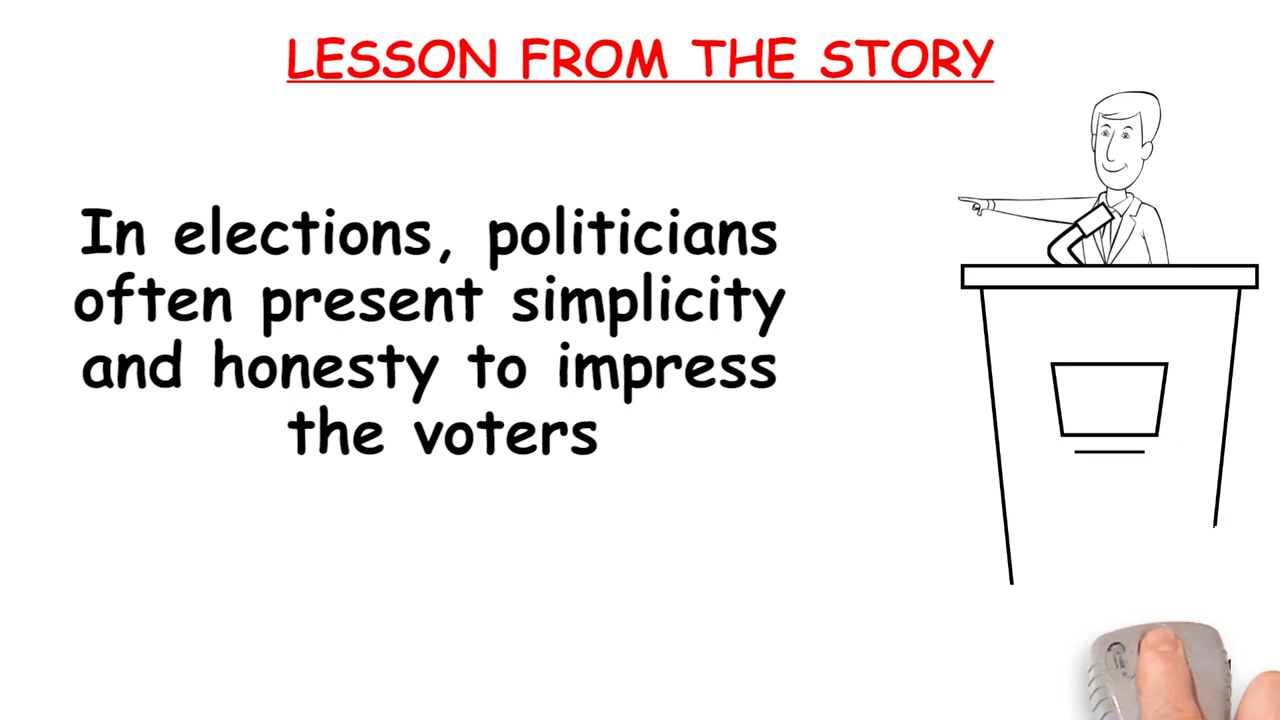 LESSON FROM THE STORY
In elections, politicians
often present simplicity
and honesty to impress
the voters